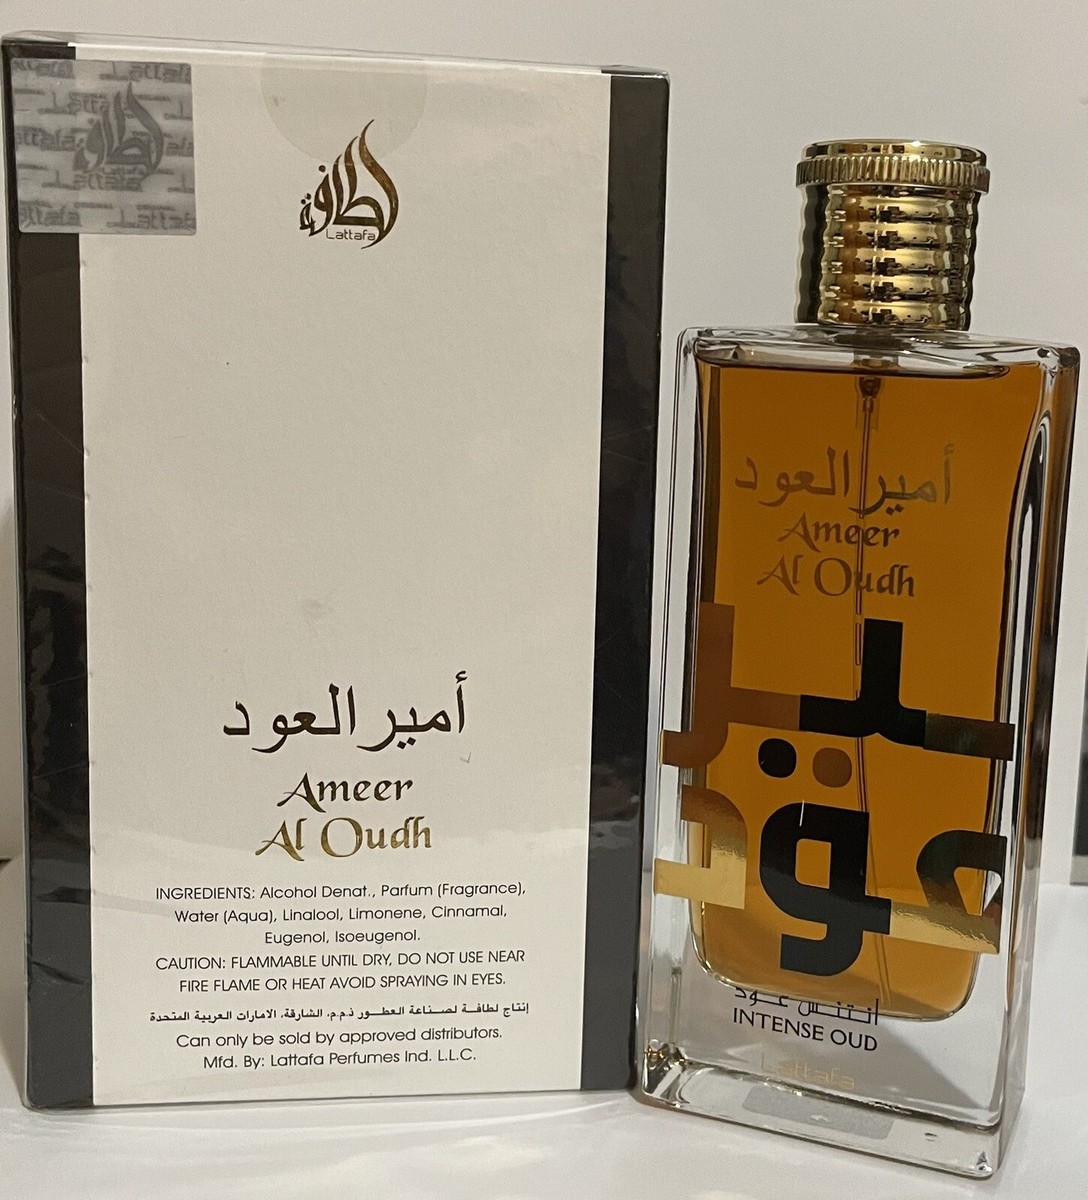 لطافة
Lattafa
أمير العود
Ameer
Al Oudh
INGREDIENTS: Alcohol Denat., Parfum (Fragrance),
Water (Aqua), Linalool, Limonene, Cinnamal,
Eugenol, Isoeugenol.
CAUTION: FLAMMABLE UNTIL DRY, DO NOT USE NEAR
FIRE FLAME OR HEAT AVOID SPRAYING IN EYES.
إنتاج لطافة لصناعة العطور ذ.م.م. الشارقة، الامارات العربية المتحدة
Can only be sold by approved distributors.
Mfd. By: Lattafa Perfumes Ind. L.L.C.
أمير العود
Ameer
Al Oudh
أنتنس عود
INTENSE OUD
Lattafa